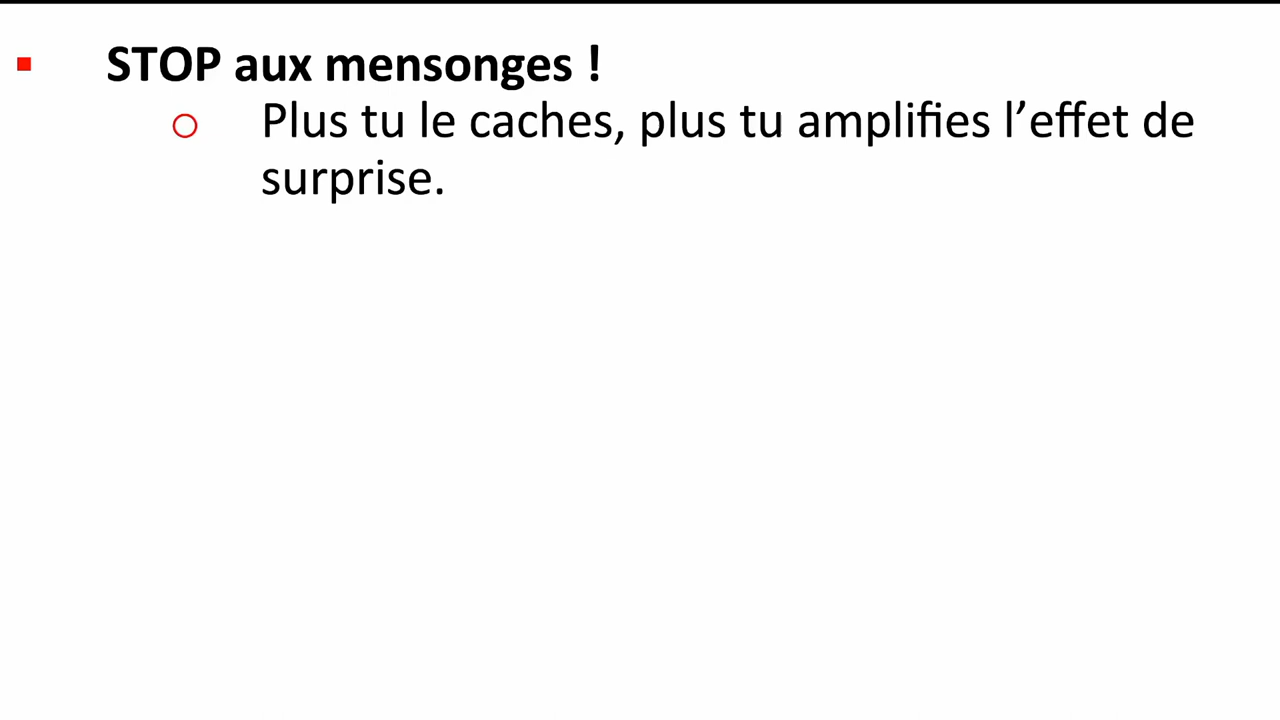 STOP aux mensonges !
Plus tu le caches, plus tu amplifies l’effet de
surprise.